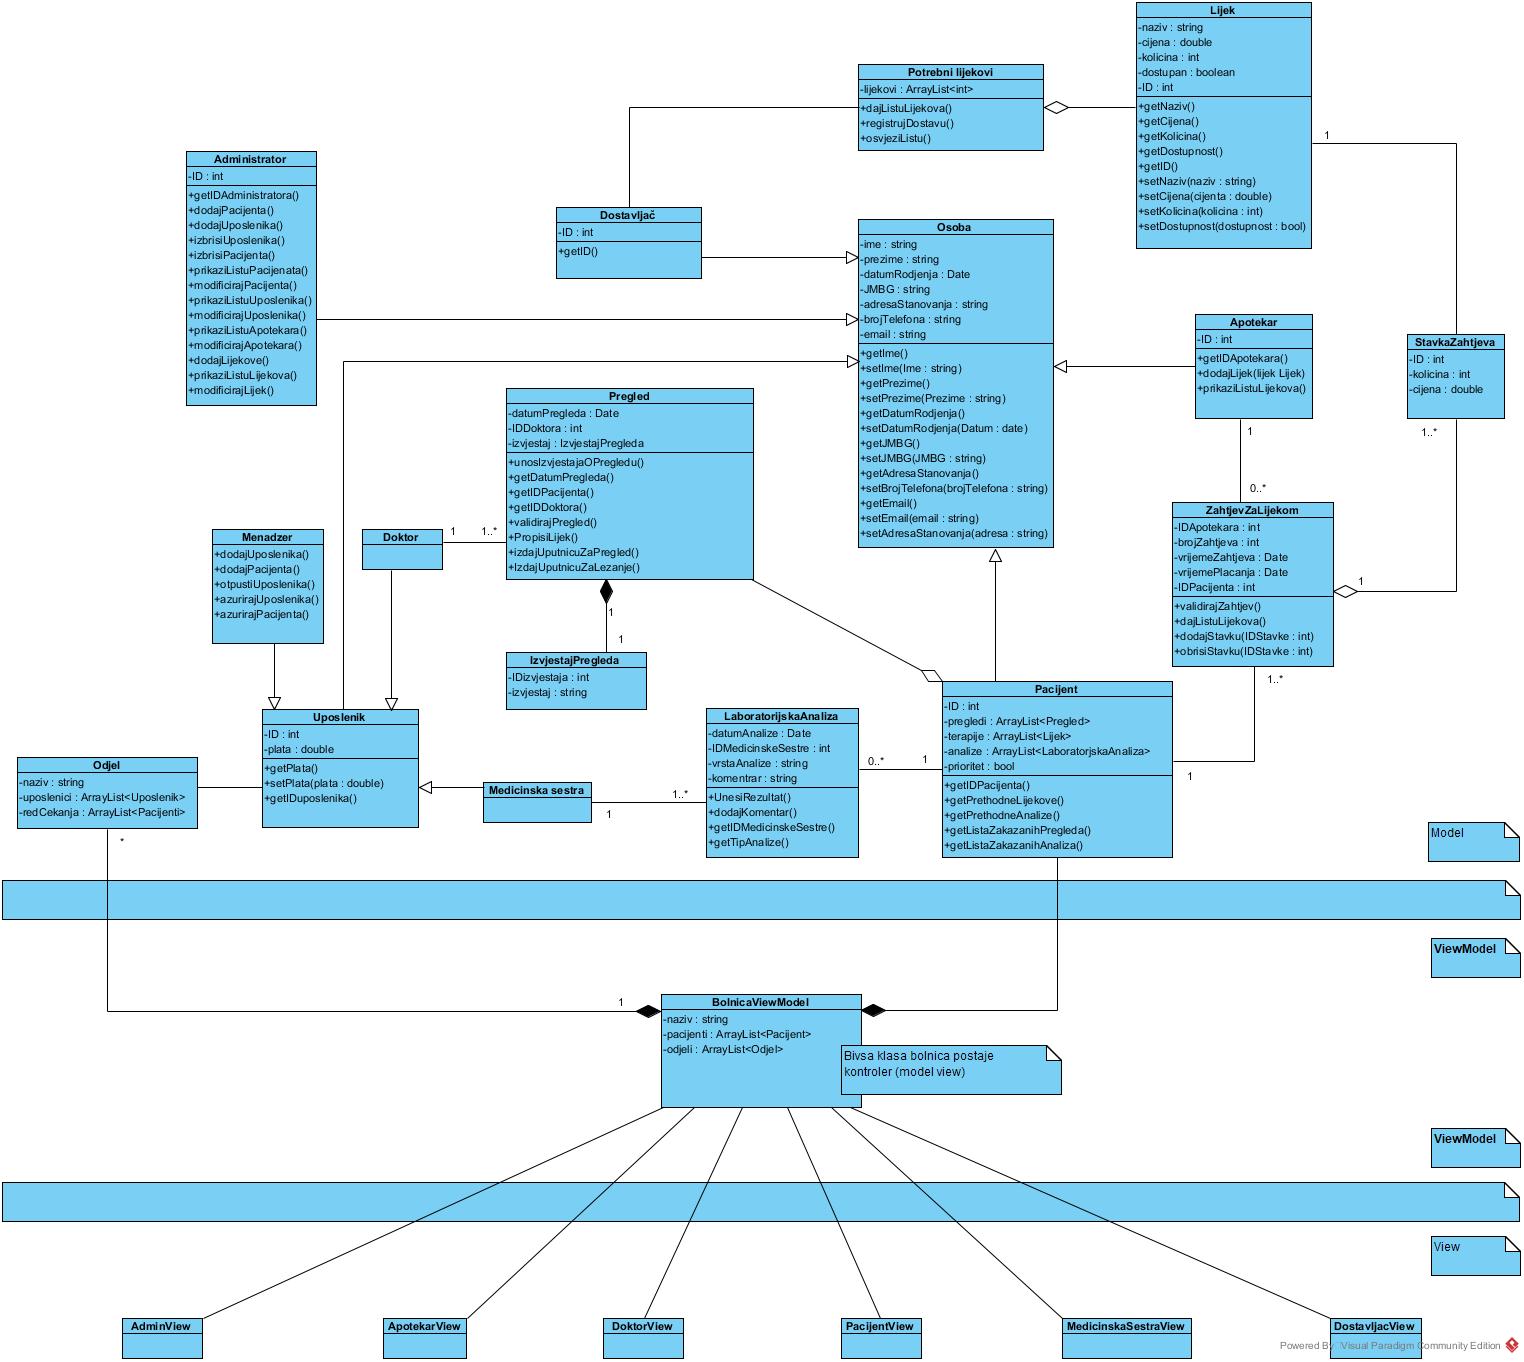 Lijek
-naziv : string
-cijena : double
-kolicina : int
-dostupan : boolean
-ID : int
+getNaziv()
+getCijena()
+getKolicina()
+getDostupnost()
+getID()
+setNaziv(naziv : string)
+setCijena(cijenta : double)
+setKolicina(kolicina : int)
+setDostupnost(dostupnost : bool)
1
Potrebni lijekovi
-lijekovi : ArrayList<int>
+dajListuLijekova()
+registrujDostavu()
+osvjeziListu()
Administrator
-ID : int
+getIDAdministratora()
+dodajPacijenta()
+dodajUposlenika()
+izbrisiUposlenika()
+izbrisiPacijenta()
+prikaziListuPacijenata()
+modificirajPacijenta()
+prikaziListuUposlenika()
+modificirajUposlenika()
+prikaziListuApotekara()
+modificirajApotekara()
+dodajLijekove()
+prikaziListuLijekova()
+modificirajLijek()
Dostavljač
-ID : int
+getID()
Osoba
-ime : string
-prezime : string
-datumRodjenja : Date
-JMBG : string
-adresaStanovanja : string
-brojTelefona : string
-email : string
+getIme()
+setIme(Ime : string)
+getPrezime()
+setPrezime(Prezime : string)
+getDatumRodjenja()
+setDatumRodjenja(Datum : date)
+getJMBG()
+setJMBG(JMBG : string)
+getAdresaStanovanja()
+setBrojTelefona(brojTelefona : string)
+getEmail()
+setEmail(email : string)
+setAdresaStanovanja(adresa : string)
Apotekar
-ID : int
+getIDApotekara()
+dodajLijek(lijek Lijek)
+prikaziListuLijekova()
1
0..*
StavkaZahtjeva
-ID : int
-kolicina : int
-cijena : double
1..*
Pregled
-datumPregleda : Date
-IDDoktora : int
-izvjestaj : IzvjestajPregleda
+unosIzvjestajaOPregledu()
+getDatumPregleda()
+getIDPacijenta()
+getIDDoktora()
+validirajPregled()
+PropisiLijek()
+izdajUputnicuZaPregled()
+IzdajUputnicuZaLezanje()
Menadzer
+dodajUposlenika()
+dodajPacijenta()
+otpustiUposlenika()
+azurirajUposlenika()
+azurirajPacijenta()
Doktor
1
1..*
ZahtjevZaLijekom
-IDApotekara : int
-brojZahtjeva : int
-vrijemeZahtjeva : Date
-vrijemePlacanja : Date
-IDPacijenta : int
+validirajZahtjev()
+dajListuLijekova()
+dodajStavku(IDStavke : int)
+obrisiStavku(IDStavke : int)
1
1..*
1
1
1
IzvjestajPregleda
-IDizvjestaja : int
-izvjestaj : string
Pacijent
-ID : int
-pregledi : ArrayList<Pregled>
-terapije : ArrayList<Lijek>
-analize : ArrayList<LaboratorjskaAnaliza>
-prioritet : bool
+getIDPacijenta()
+getPrethodneLijekove()
+getPrethodneAnalize()
+getListaZakazanihPregleda()
+getListaZakazanihAnaliza()
LaboratorijskaAnaliza
-datumAnalize : Date
-IDMedicinskeSestre : int
-vrstaAnalize : string
-komentrar : string
+UnesiRezultat()
+dodajKomentar()
+getIDMedicinskeSestre()
+getTipAnalize()
0..*
1
Uposlenik
-ID : int
-plata : double
+getPlata()
+setPlata(plata : double)
+getIDuposlenika()
Medicinska sestra
1
1..*
Odjel
-naziv : string
-uposlenici : ArrayList<Uposlenik>
-redCekanja : ArrayList<Pacijenti>
*
Model
ViewModel
1
BolnicaViewModel
-naziv : string
-pacijenti : ArrayList<Pacijent>
-odjeli : ArrayList<Odjel>
Bivsa klasa bolnica postaje
kontroler (model view)
ViewModel
View
AdminView
ApotekarView
DoktorView
PacijentView
MedicinskaSestraView
DostavljacView
Powered By Visual Paradigm Community Edition